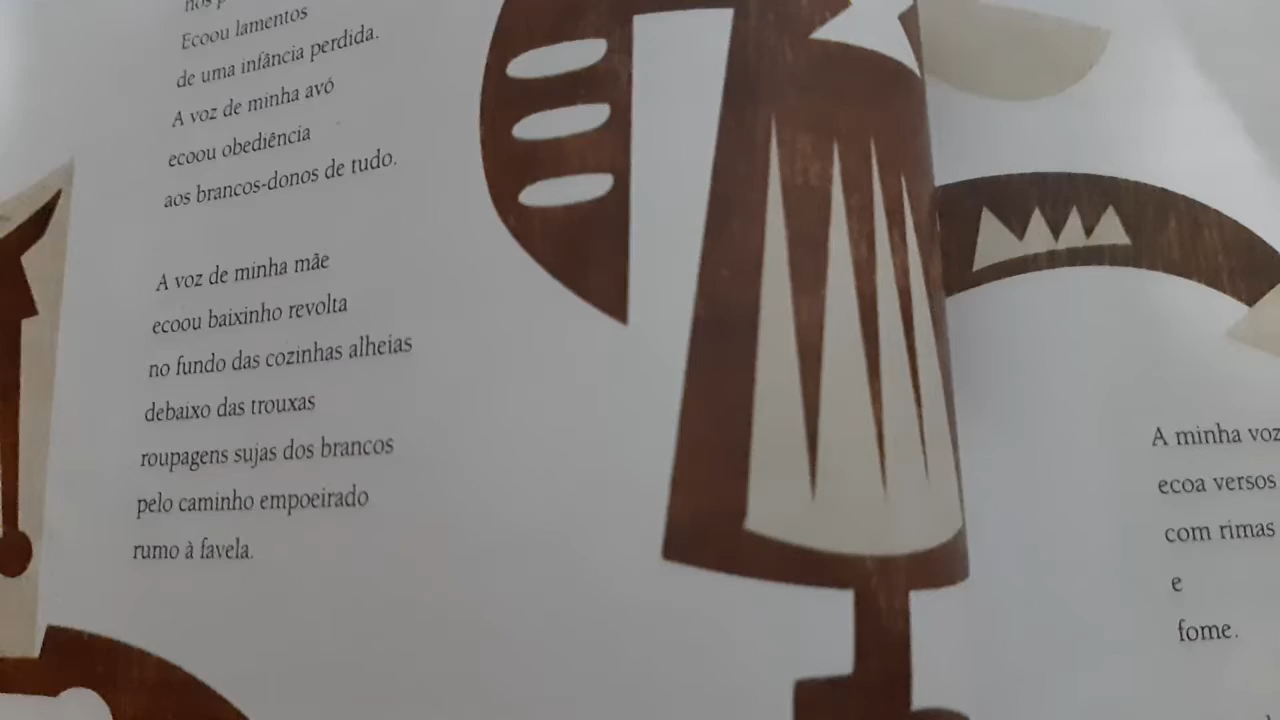 Ecoou lamentos
de uma infância perdida.
A voz de minha avó
ecoou obediência
aos brancos-donos de tudo.
A voz de minha mãe
ecoou baixinho revolta
no fundo das cozinhas alheias
debaixo das trouxas
roupagens sujas dos brancos
pelo caminho empoeirado
rumo à favela.
A minha voz
ecoa versos
com rimas
e
fome.